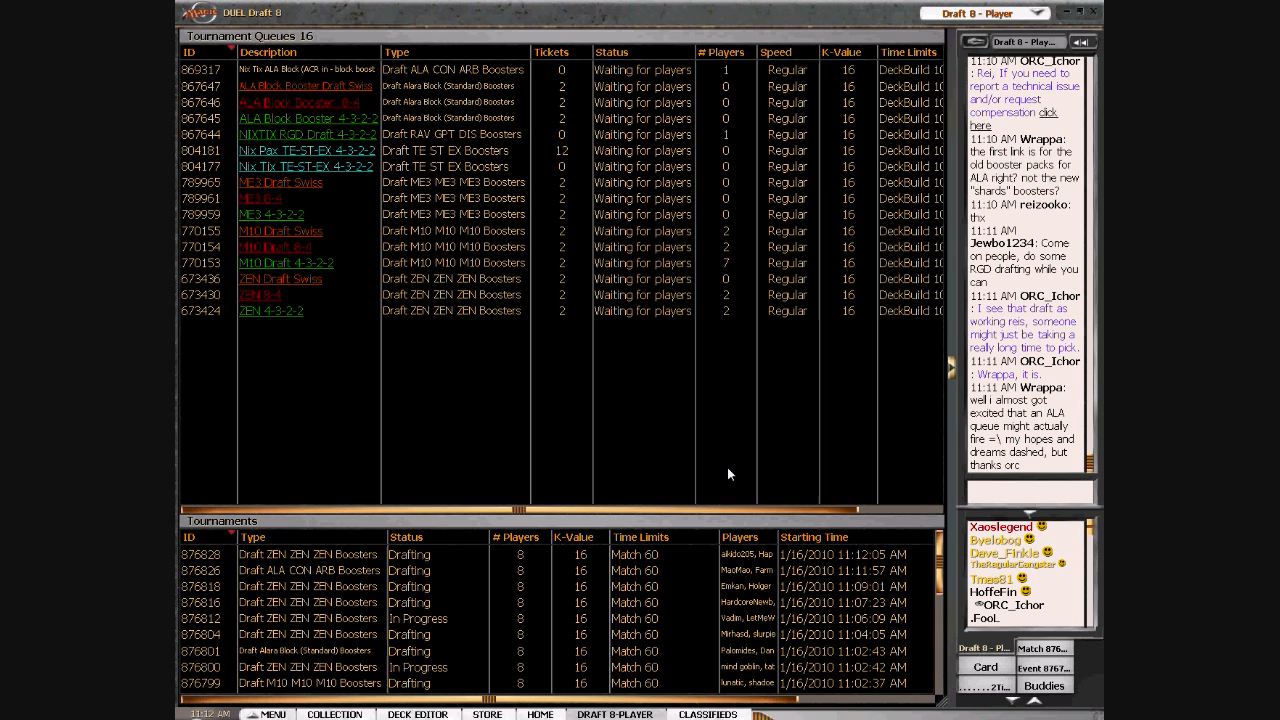 MAGIC DUEL Draft 8 Draft 8 - Player
Tournament Queues 16
ID Description Type Tickets Status # Players Speed K-Value Time Limits
869317 Nix Tix ALA Block (ACR in - block boost Draft ALA CON ARB Boosters 0 Waiting for players 1 Regular 16 DeckBuild 10
867647 ALA Block Booster Draft Swiss Draft Alara Block (Standard) Boosters 2 Waiting for players 0 Regular 16 DeckBuild 10
867646 ALA Block Booster 8-4 Draft Alara Block (Standard) Boosters 2 Waiting for players 0 Regular 16 DeckBuild 10
867645 ALA Block Booster 4-3-2-2 Draft Alara Block (Standard) Boosters 2 Waiting for players 0 Regular 16 DeckBuild 10
867644 NIXTIX RGD Draft 4-3-2-2 Draft RAV GPT DIS Boosters 0 Waiting for players 1 Regular 16 DeckBuild 10
804181 Nix Pax TE-ST-EX 4-3-2-2 Draft TE ST EX Boosters 12 Waiting for players 0 Regular 16 DeckBuild 10
804177 Nix Tix TE-ST-EX 4-3-2-2 Draft TE ST EX Boosters 0 Waiting for players 0 Regular 16 DeckBuild 10
789965 ME3 Draft Swiss Draft ME3 ME3 ME3 Boosters 2 Waiting for players 0 Regular 16 DeckBuild 10
789961 ME3 8-4 Draft ME3 ME3 ME3 Boosters 2 Waiting for players 0 Regular 16 DeckBuild 10
789959 ME3 4-3-2-2 Draft ME3 ME3 ME3 Boosters 2 Waiting for players 0 Regular 16 DeckBuild 10
770155 M10 Draft Swiss Draft M10 M10 M10 Boosters 2 Waiting for players 2 Regular 16 DeckBuild 10
770154 M10 Draft 8-4 Draft M10 M10 M10 Boosters 2 Waiting for players 2 Regular 16 DeckBuild 10
770153 M10 Draft 4-3-2-2 Draft M10 M10 M10 Boosters 2 Waiting for players 7 Regular 16 DeckBuild 10
673436 ZEN Draft Swiss Draft ZEN ZEN ZEN Boosters 2 Waiting for players 0 Regular 16 DeckBuild 10
673430 ZEN 8-4 Draft ZEN ZEN ZEN Boosters 2 Waiting for players 2 Regular 16 DeckBuild 10
673424 ZEN 4-3-2-2 Draft ZEN ZEN ZEN Boosters 2 Waiting for players 2 Regular 16 DeckBuild 10
Tournaments
ID Type Status # Players K-Value Time Limits Players Starting Time
876828 Draft ZEN ZEN ZEN Boosters Drafting 8 16 Match 60 aikido205, Hap 1/16/2010 11:12:05 AM
876826 Draft ALA CON ARB Boosters Drafting 8 16 Match 60 MaoMao, Farm 1/16/2010 11:11:57 AM
876818 Draft ZEN ZEN ZEN Boosters Drafting 8 16 Match 60 Emkan, Holger 1/16/2010 11:09:01 AM
876816 Draft ZEN ZEN ZEN Boosters Drafting 8 16 Match 60 HardcoreNewb, 1/16/2010 11:07:23 AM
876812 Draft ZEN ZEN ZEN Boosters In Progress 8 16 Match 60 Vadim, LetMeW 1/16/2010 11:06:09 AM
876804 Draft ZEN ZEN ZEN Boosters Drafting 8 16 Match 60 Mirhasd, slurpie 1/16/2010 11:04:05 AM
876801 Draft Alara Block (Standard) Boosters Drafting 8 16 Match 60 Palomides, Dan 1/16/2010 11:02:43 AM
876800 Draft ZEN ZEN ZEN Boosters In Progress 8 16 Match 60 mind goblin, tat 1/16/2010 11:02:42 AM
876799 Draft M10 M10 M10 Boosters Drafting 8 16 Match 60 lunatic, shadoe 1/16/2010 11:02:37 AM
Draft 8 - Play...
11:10 AM ORC_Ichor
: Rei, If you need to
report a technical issue
and/or request
compensation click
here
11:10 AM Wrappa:
the first link is for the
old booster packs for
ALA right? not the new
"shards" boosters?
11:10 AM reizooko:
thx
11:11 AM
Jewbo1234: Come
on people, do some
RGD drafting while you
can
11:11 AM ORC_Ichor
: I see that draft as
working reis, someone
might just be taking a
really long time to pick.
11:11 AM ORC_Ichor
: Wrappa, it is.
11:11 AM Wrappa:
well i almost got
excited that an ALA
queue might actually
fire =\ my hopes and
dreams dashed, but
thanks orc
Xaoslegend
Byelobog
Dave_Finkle
TheRegularGangster
Tmas81
HoffeFin
ORC_Ichor
.FooL
Draft 8 - Pl... Match 876...
Card Event 8767...
.......2Ti... Buddies
11:12 AM MENU COLLECTION DECK EDITOR STORE HOME DRAFT 8-PLAYER CLASSIFIEDS